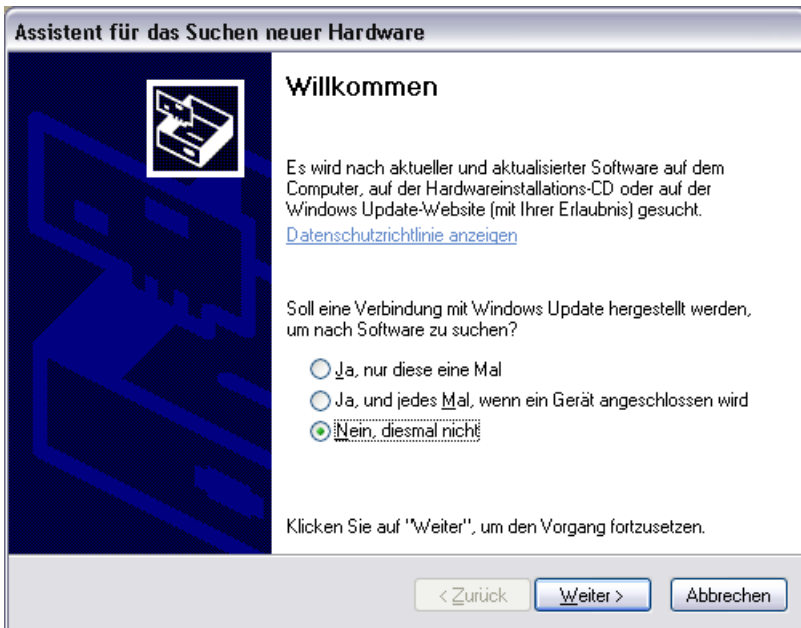 Assistent für das Suchen neuer Hardware
Willkommen
Es wird nach aktueller und aktualisierter Software auf dem
Computer, auf der Hardwareinstallations-CD oder auf der
Windows Update-Website (mit Ihrer Erlaubnis) gesucht.
Datenschutzrichtlinie anzeigen
Soll eine Verbindung mit Windows Update hergestellt werden,
um nach Software zu suchen?
Ja, nur diese eine Mal
Ja, und jedes Mal, wenn ein Gerät angeschlossen wird
Nein, diesmal nicht
Klicken Sie auf "Weiter", um den Vorgang fortzusetzen.
< Zurück Weiter > Abbrechen